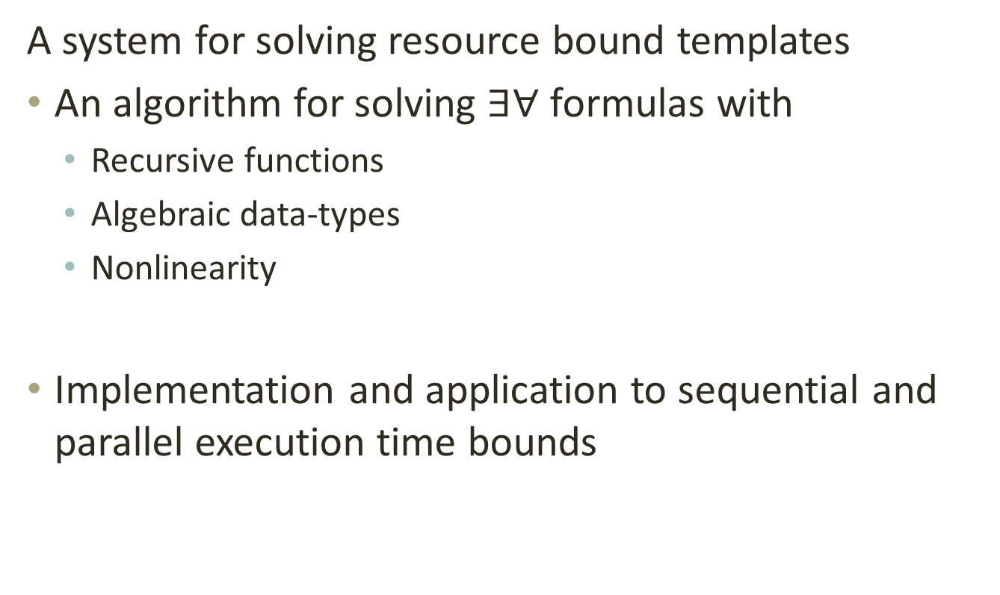 A system for solving resource bound templates
• An algorithm for solving ∃∀ formulas with
• Recursive functions
• Algebraic data-types
• Nonlinearity
• Implementation and application to sequential and
parallel execution time bounds